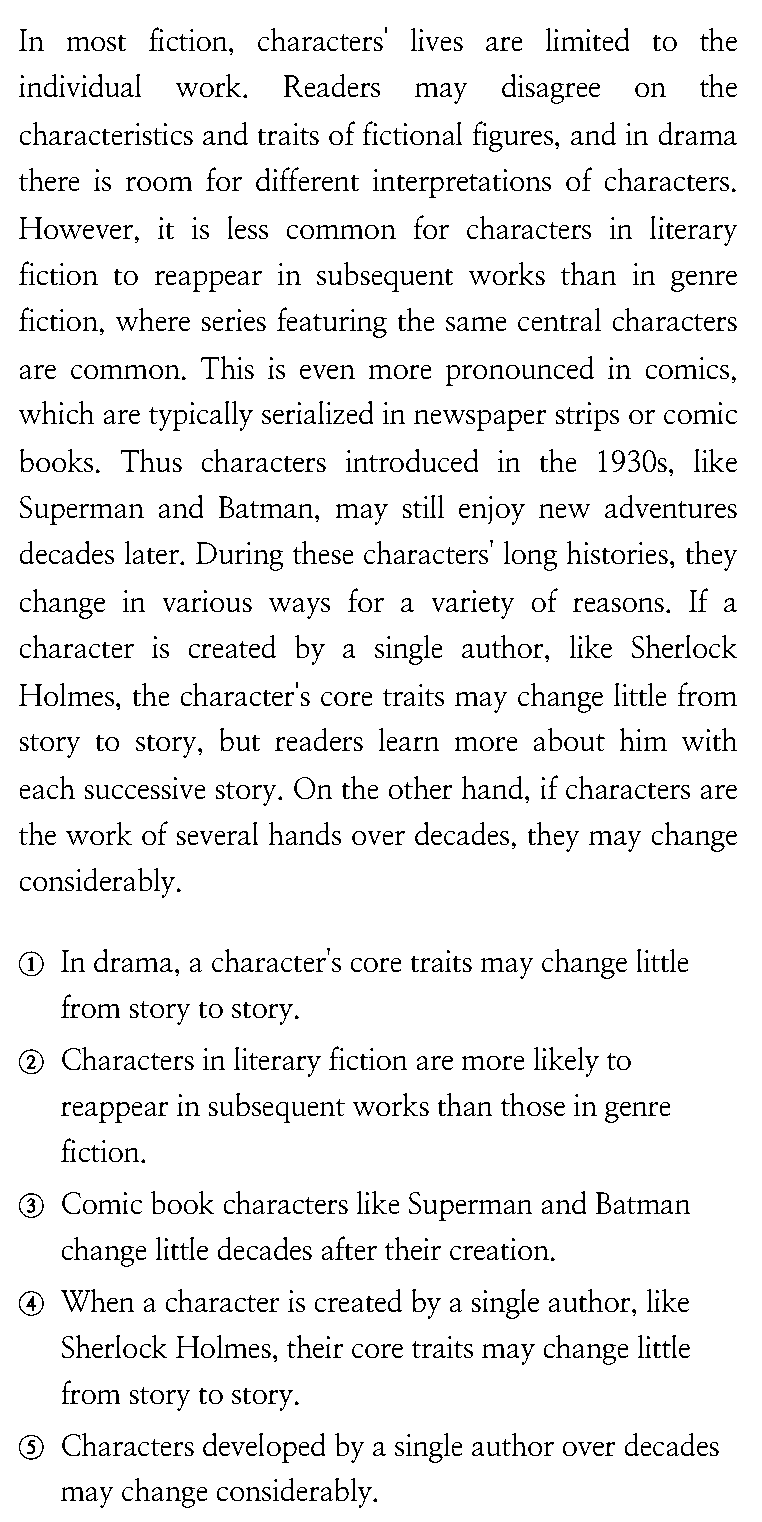 In most fiction, characters' lives are limited to the
individual work. Readers may disagree on the
characteristics and traits of fictional figures, and in drama
there is room for different interpretations of characters.
However, it is less common for characters in literary
fiction to reappear in subsequent works than in genre
fiction, where series featuring the same central characters
are common. This is even more pronounced in comics,
which are typically serialized in newspaper strips or comic
books. Thus characters introduced in the 1930s, like
Superman and Batman, may still enjoy new adventures
decades later. During these characters' long histories, they
change in various ways for a variety of reasons. If a
character is created by a single author, like Sherlock
Holmes, the character's core traits may change little from
story to story, but readers learn more about him with
each successive story. On the other hand, if characters are
the work of several hands over decades, they may change
considerably.
① In drama, a character's core traits may change little
from story to story.
② Characters in literary fiction are more likely to
reappear in subsequent works than those in genre
fiction.
③ Comic book characters like Superman and Batman
change little decades after their creation.
④ When a character is created by a single author, like
Sherlock Holmes, their core traits may change little
from story to story.
⑤ Characters developed by a single author over decades
may change considerably.